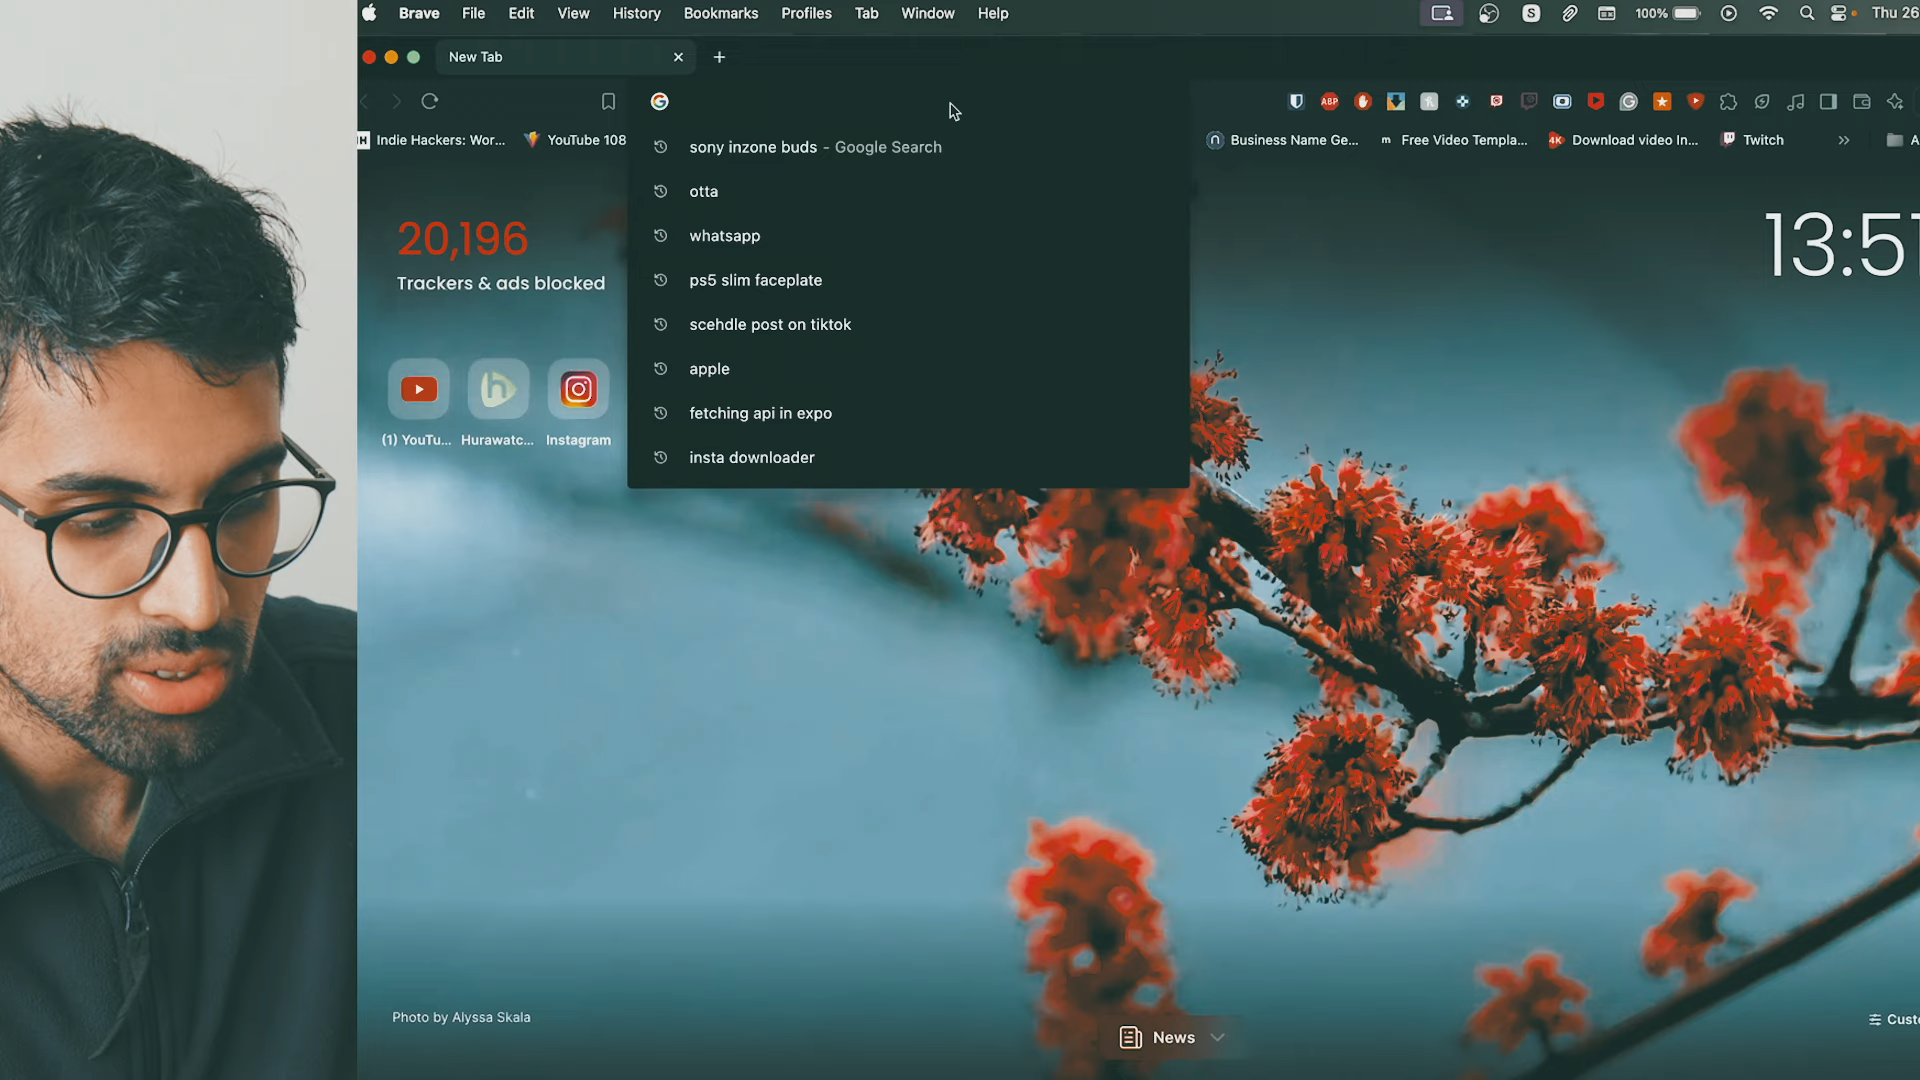 Brave File Edit View History Bookmarks Profiles Tab Window Help
S 100% Thu 26
New Tab
ABP
Indie Hackers: Wor... YouTube 108
Business Name Ge... m Free Video Templa... 4K Download video In... Twitch
sony inzone buds - Google Search
otta
whatsapp
ps5 slim faceplate
scehdle post on tiktok
apple
fetching api in expo
insta downloader
20,196
Trackers & ads blocked
13:51
h
(1) YouTu... Hurawatc... Instagram
Photo by Alyssa Skala
News
Custo